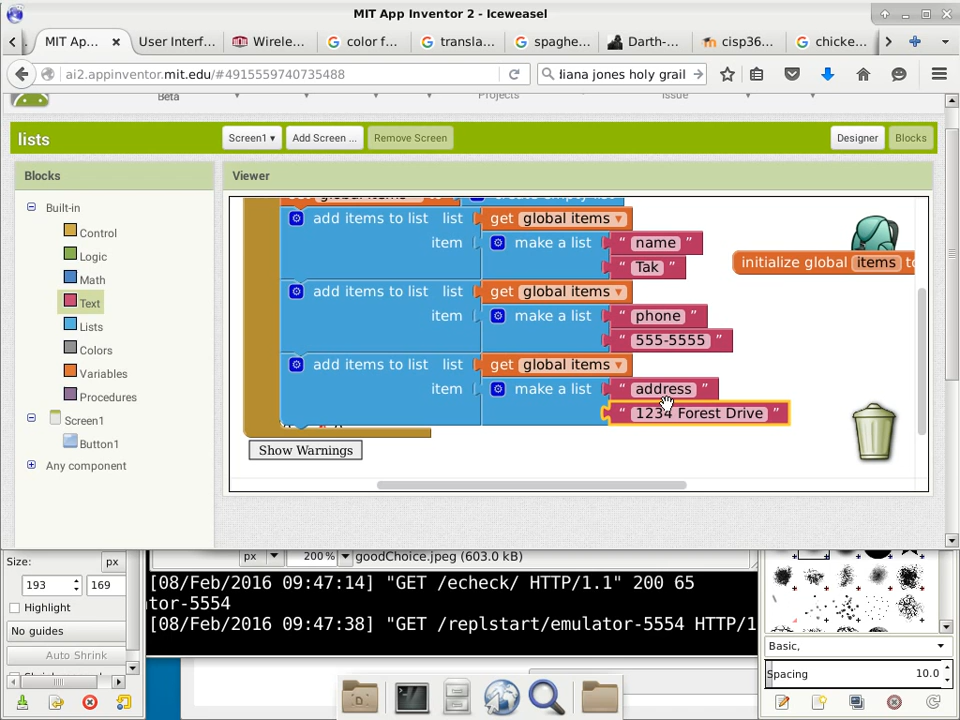 MIT App Inventor 2 - Iceweasel
MIT Ap... User Interf... Wirele... color f... transla... spaghe... Darth-... cisp36... chicke...
ai2.appinventor.mit.edu/#4915559740735488 liana jones holy grail
Beta Projects Issue
lists Screen1 Add Screen ... Remove Screen Designer Blocks
Blocks Viewer
Built-in
Control
Logic
Math
Text
Lists
Colors
Variables
Procedures
Screen1
Button1
Any component
add items to list list get global items
item make a list “ name ”
“ Tak ”
initialize global items to
add items to list list get global items
item make a list “ phone ”
“ 555-5555 ”
add items to list list get global items
item make a list “ address ”
“ 1234 Forest Drive ”
Show Warnings
Size: px
193 169
Highlight
No guides
Auto Shrink
px 200% goodChoice.jpeg (603.0 kB)
[08/Feb/2016 09:47:14] "GET /echeck/ HTTP/1.1" 200 65
tor-5554
[08/Feb/2016 09:47:38] "GET /replstart/emulator-5554 HTTP/1
Basic,
Spacing 10.0